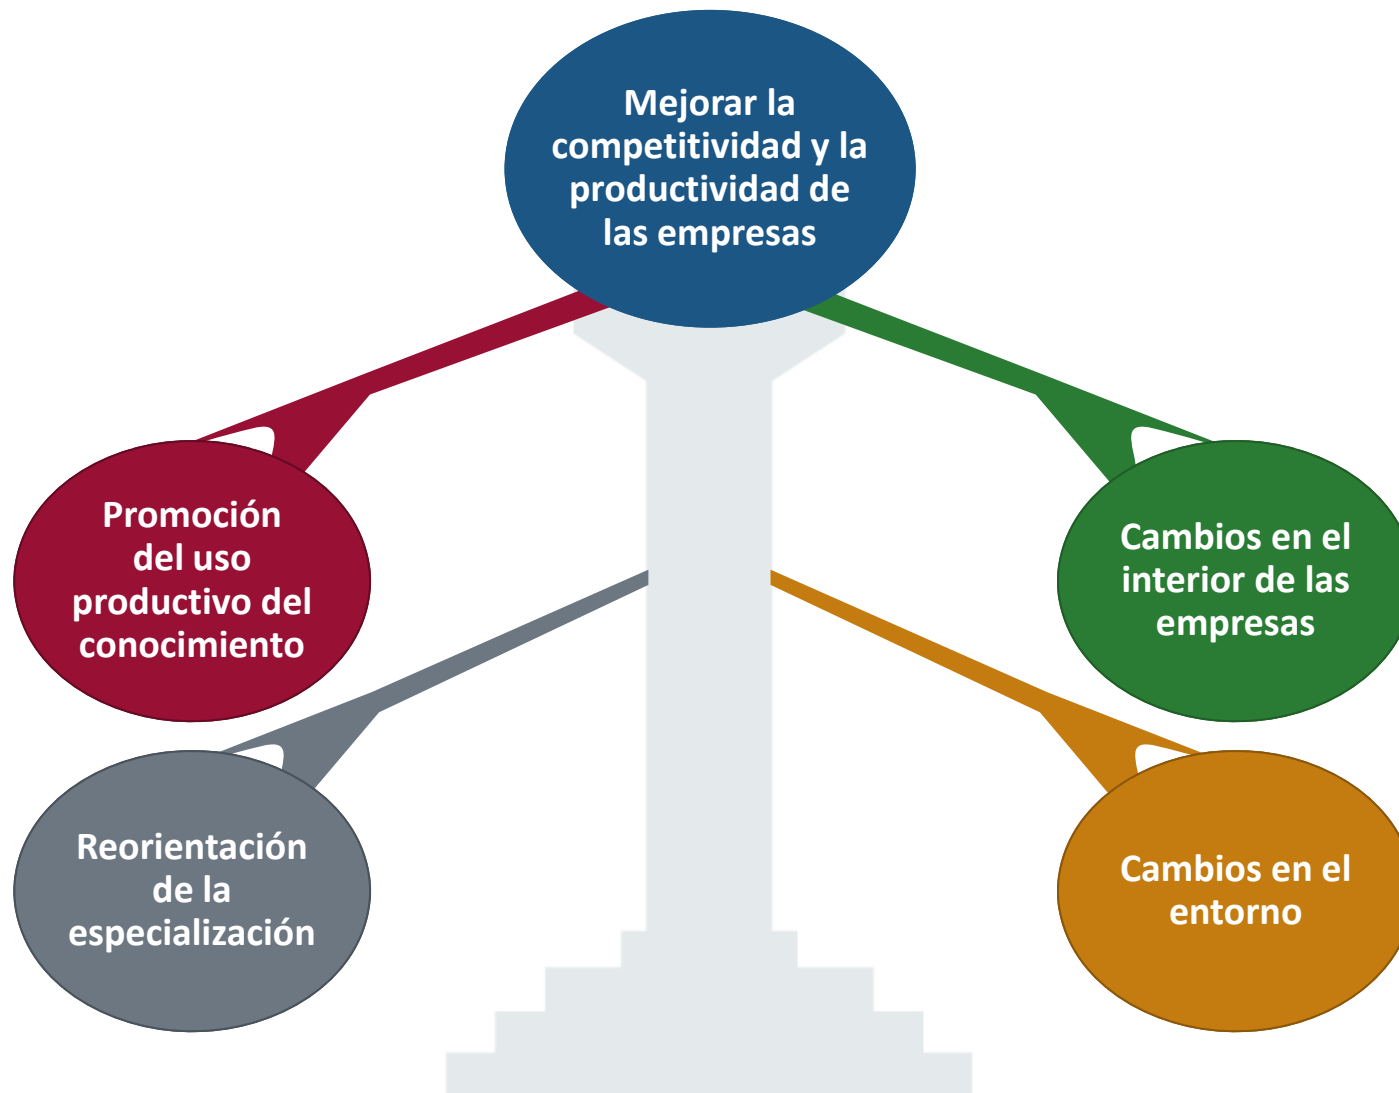 Mejorar la
competitividad y la
productividad de
las empresas
Promoción
del uso
productivo del
conocimiento
Cambios en el
interior de las
empresas
Reorientación
de la
especialización
Cambios en el
entorno